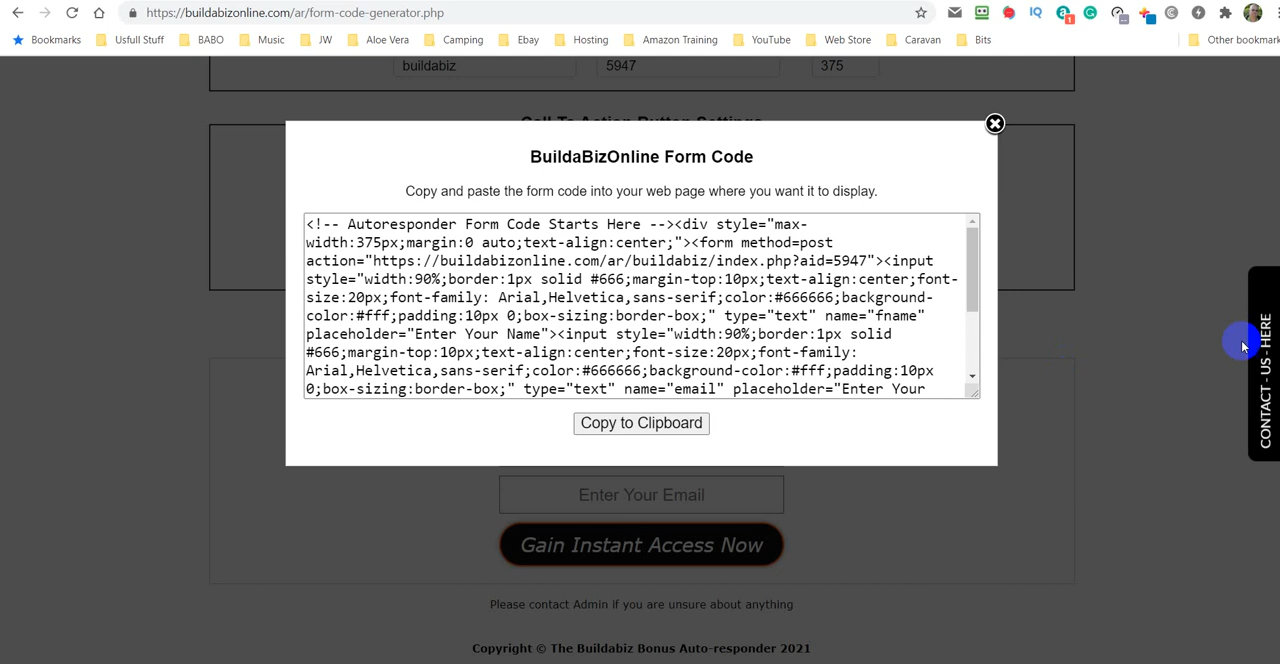 https://buildabizonline.com/ar/form-code-generator.php
IQ
1
Bookmarks Usfull Stuff BABO Music JW Aloe Vera Camping Ebay Hosting Amazon Training YouTube Web Store Caravan Bits Other bookmark
buildabiz 5947 375
Call To Action Button Settings
BuildaBizOnline Form Code
Copy and paste the form code into your web page where you want it to display.
<!-- Autoresponder Form Code Starts Here --><div style="max-
width:375px;margin:0 auto;text-align:center;"><form method=post
action="https://buildabizonline.com/ar/buildabiz/index.php?aid=5947"><input
style="width:90%;border:1px solid #666;margin-top:10px;text-align:center;font-
size:20px;font-family: Arial,Helvetica,sans-serif;color:#666666;background-
color:#fff;padding:10px 0;box-sizing:border-box;" type="text" name="fname"
placeholder="Enter Your Name"><input style="width:90%;border:1px solid
#666;margin-top:10px;text-align:center;font-size:20px;font-family:
Arial,Helvetica,sans-serif;color:#666666;background-color:#fff;padding:10px
0;box-sizing:border-box;" type="text" name="email" placeholder="Enter Your
Copy to Clipboard
CONTACT - US - HERE
Enter Your Email
Gain Instant Access Now
Please contact Admin if you are unsure about anything
Copyright © The Buildabiz Bonus Auto-responder 2021